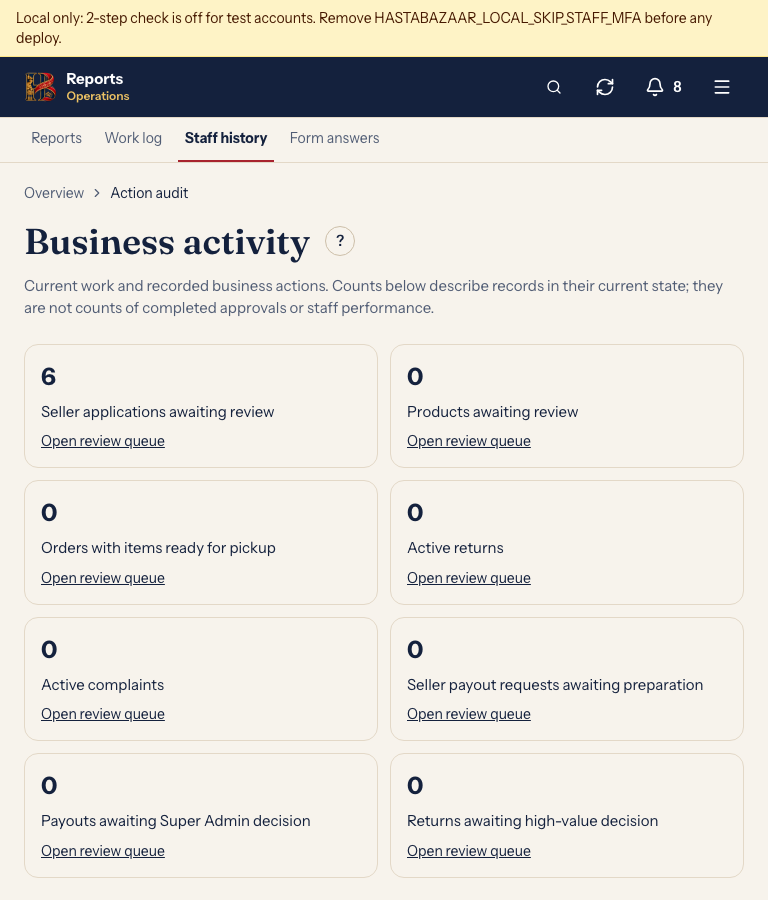 Local only: 2-step check is off for test accounts. Remove HASTABAZAAR_LOCAL_SKIP_STAFF_MFA before any
deploy.
Reports
Operations
8
Reports
Work log
Staff history
Form answers
Overview > Action audit
Business activity ?
Current work and recorded business actions. Counts below describe records in their current state; they
are not counts of completed approvals or staff performance.
6
Seller applications awaiting review
Open review queue
0
Products awaiting review
Open review queue
0
Orders with items ready for pickup
Open review queue
0
Active returns
Open review queue
0
Active complaints
Open review queue
0
Seller payout requests awaiting preparation
Open review queue
0
Payouts awaiting Super Admin decision
Open review queue
0
Returns awaiting high-value decision
Open review queue